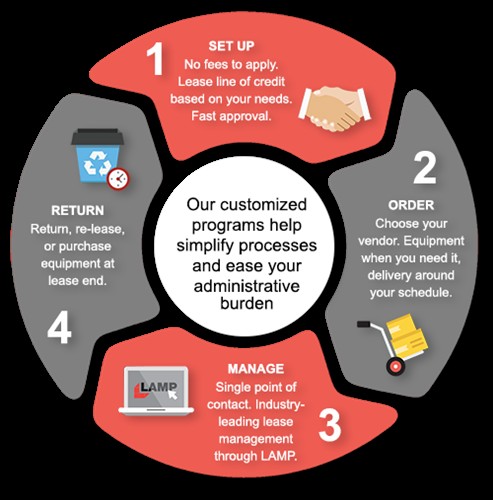 1
SET UP
No fees to apply.
Lease line of credit
based on your needs.
Fast approval.
2
ORDER
Choose your
vendor. Equipment
when you need it,
delivery around
your schedule.
MANAGE
Single point of
contact. Industry-
leading lease
management
through LAMP.
3
LAMP
RETURN
Return, re-lease,
or purchase
equipment at
lease end.
4
Our customized
programs help
simplify processes
and ease your
administrative
burden